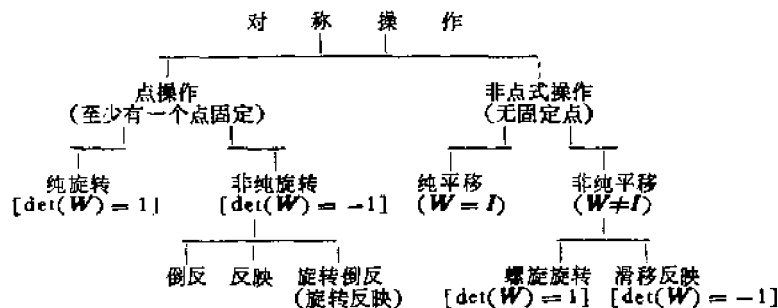 对 称 操 作
点操作 非点式操作
(至少有一个点固定) (无固定点)
纯旋转 非纯旋转 纯平移 非纯平移
[det(W) = 1] [det(W) = −1] (W = I) (W≠I)
倒反 反映 旋转倒反 螺旋旋转 滑移反映
(旋转反映) [det(W) = 1] [det(W) = −1]